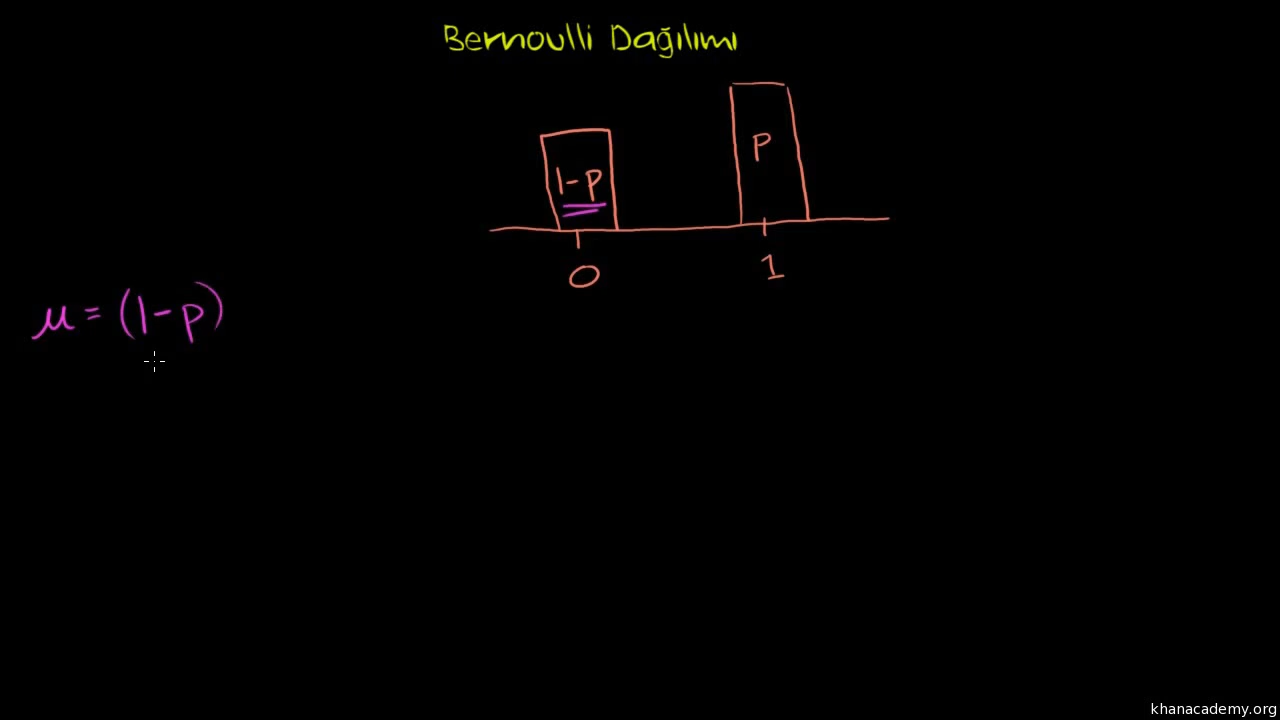 Bernoulli Dağılımı
1-p
p
0
1
μ = (1-p)
khanacademy.org